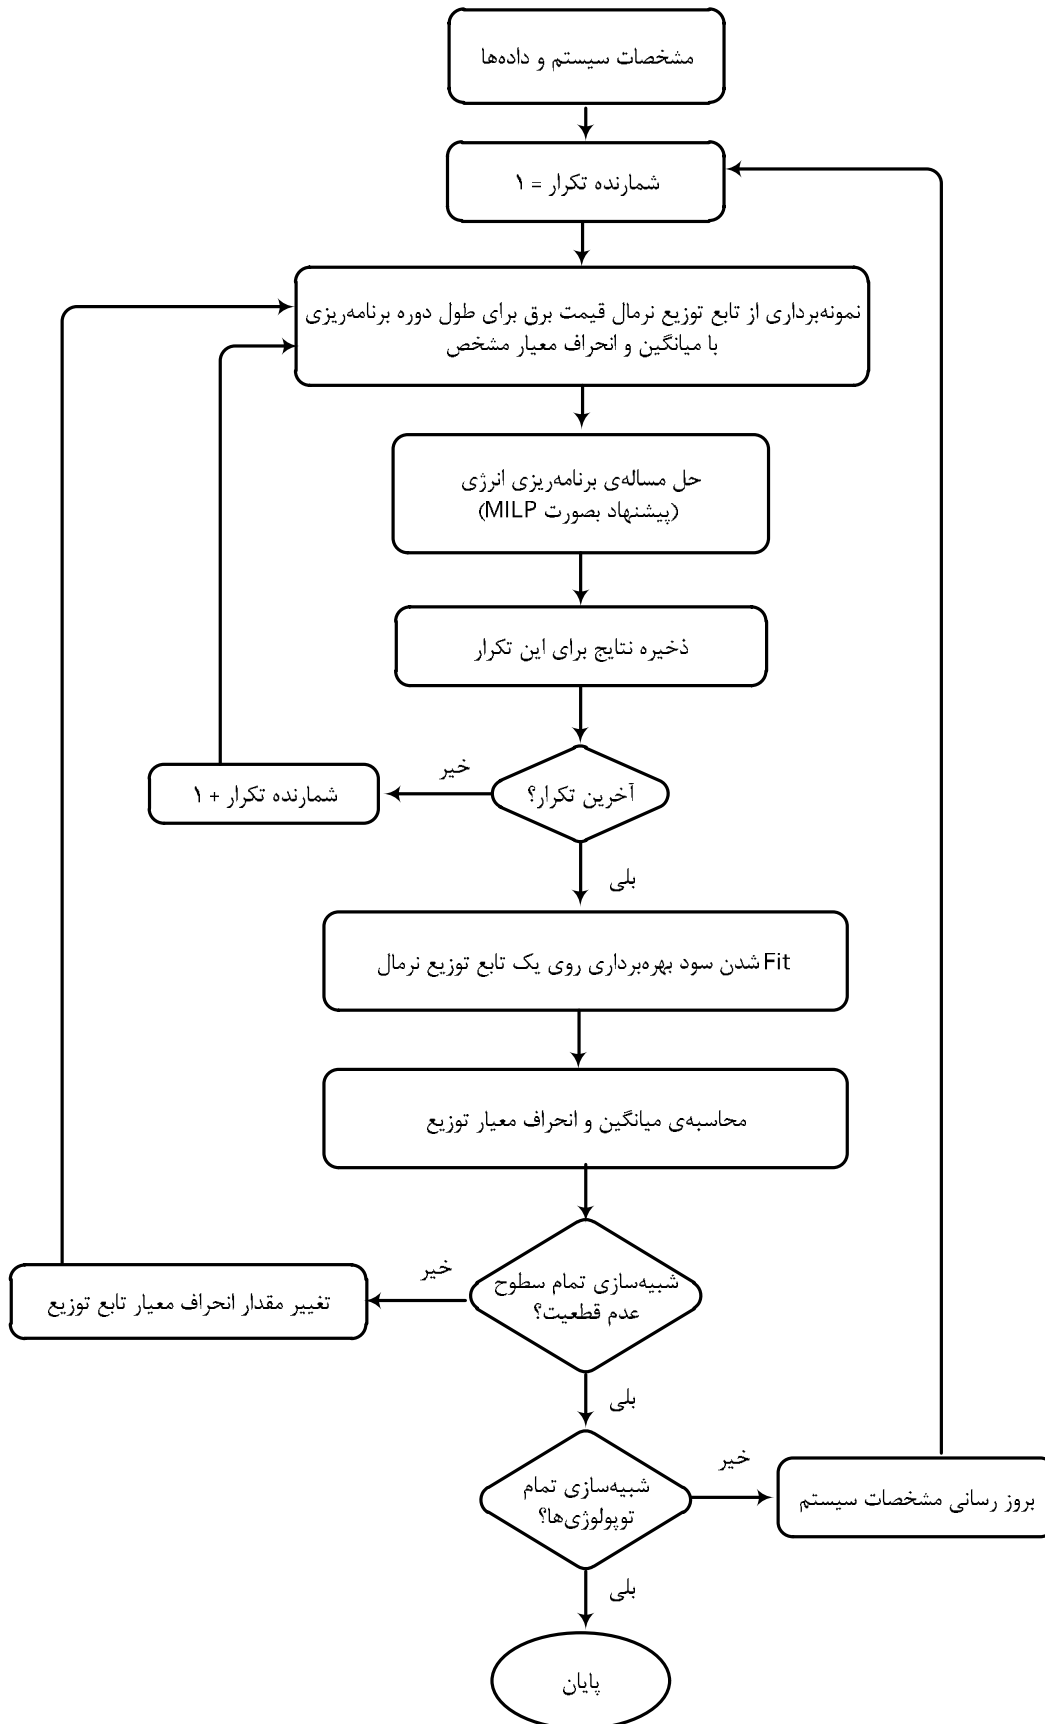 مشخصات سیستم و داده‌ها
شمارنده تکرار = ۱
نمونه‌برداری از تابع توزیع نرمال قیمت برق برای طول دوره برنامه‌ریزی
با میانگین و انحراف معیار مشخص
حل مساله‌ی برنامه‌ریزی انرژی
(پیشنهاد بصورت MILP)
ذخیره نتایج برای این تکرار
آخرین تکرار؟
خیر
شمارنده تکرار + ۱
بلی
Fit شدن سود بهره‌برداری روی یک تابع توزیع نرمال
محاسبه‌ی میانگین و انحراف معیار توزیع
شبیه‌سازی تمام سطوح
عدم قطعیت؟
خیر
تغییر مقدار انحراف معیار تابع توزیع
بلی
شبیه‌سازی تمام
توپولوژی‌ها؟
خیر
بروز رسانی مشخصات سیستم
بلی
پایان